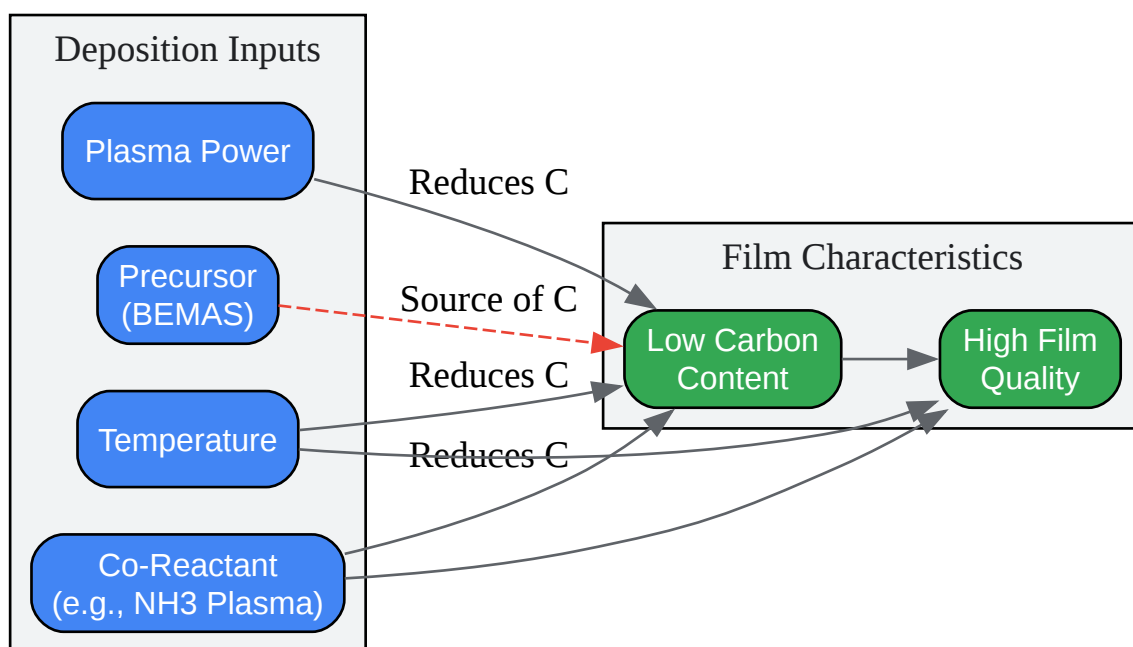 Deposition Inputs
Plasma Power
Precursor
(BEMAS)
Temperature
Co-Reactant
(e.g., NH3 Plasma)
Reduces C
Source of C
Reduces C
Reduces C
Film Characteristics
Low Carbon
Content
High Film
Quality